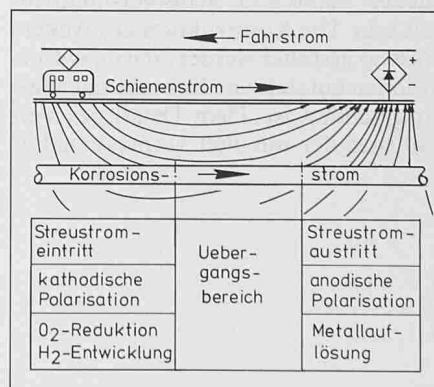 Fahrstrom
+
Schienenstrom
Korrosions- strom
Streustrom-
eintritt
kathodische
Polarisation
O₂-Reduktion
H₂-Entwicklung
Ueber-
gangs-
bereich
Streustrom-
austritt
anodische
Polarisation
Metallauf-
lösung